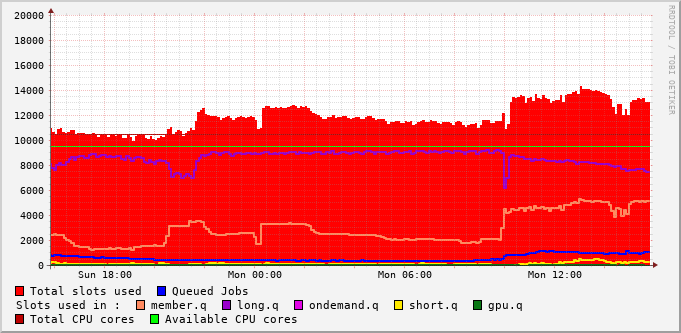 20000
18000
16000
14000
12000
10000
8000
6000
4000
2000
0
Sun 18:00 Mon 00:00 Mon 06:00 Mon 12:00
RRDTOOL / TOBI OETIKER
Total slots used Queued Jobs
Slots used in : member.q long.q ondemand.q short.q gpu.q
Total CPU cores Available CPU cores